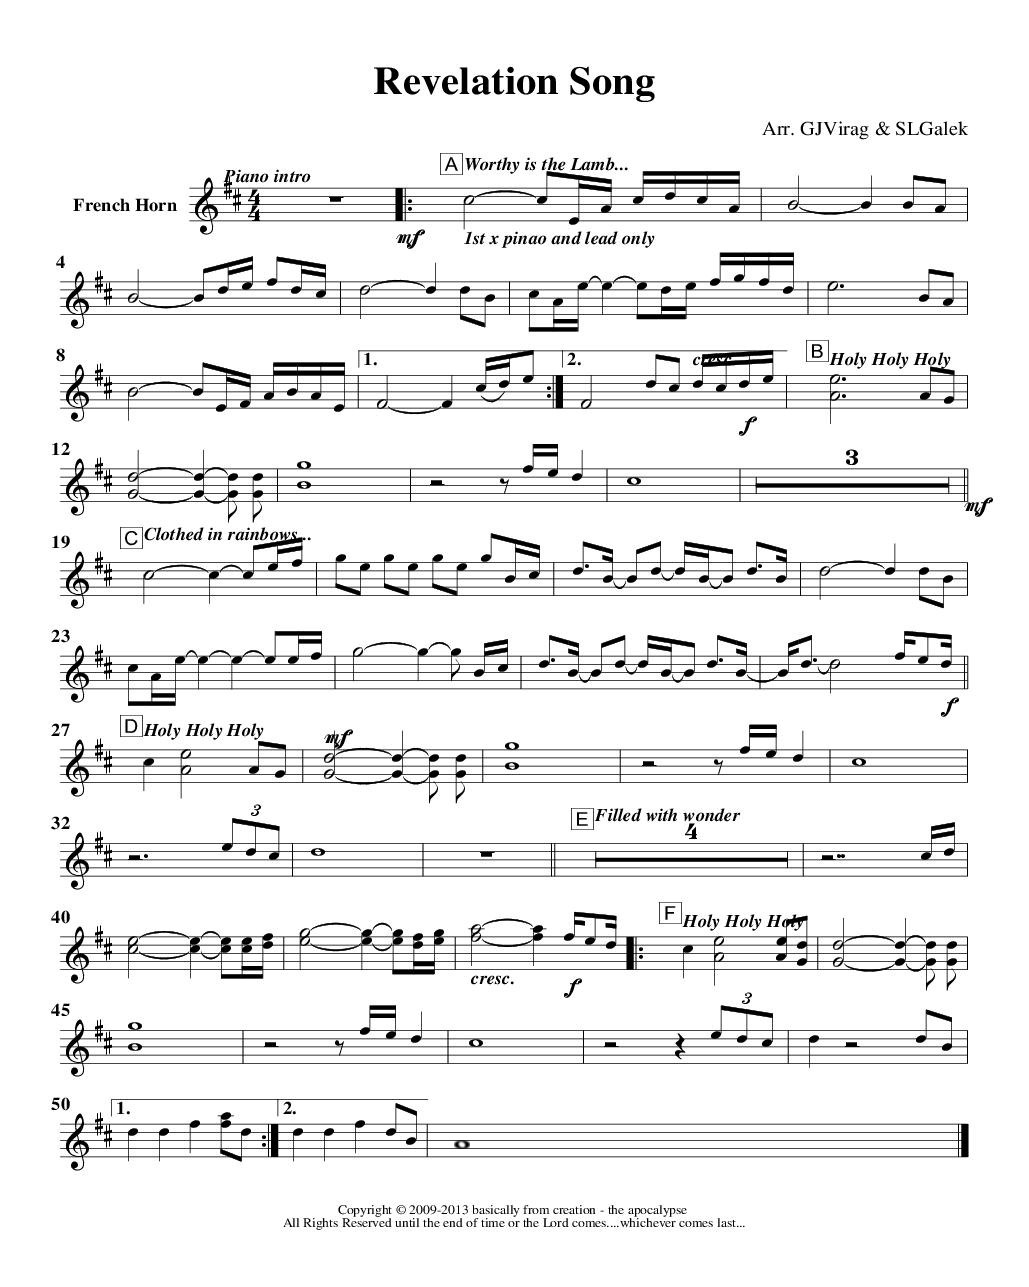 Revelation Song
Arr. GJVirag & SLGalek
Piano intro
A Worthy is the Lamb...
French Horn
4
4
mf
1st x pinao and lead only
4
8
1.
2.
cresc.
f
B Holy Holy Holy
12
3
mf
19
C Clothed in rainbows...
23
f
27
D Holy Holy Holy
mf
32
3
E Filled with wonder
4
40
cresc.
f
F Holy Holy Holy
45
3
50
1.
2.
Copyright © 2009-2013 basically from creation - the apocalypse
All Rights Reserved until the end of time or the Lord comes....whichever comes last...